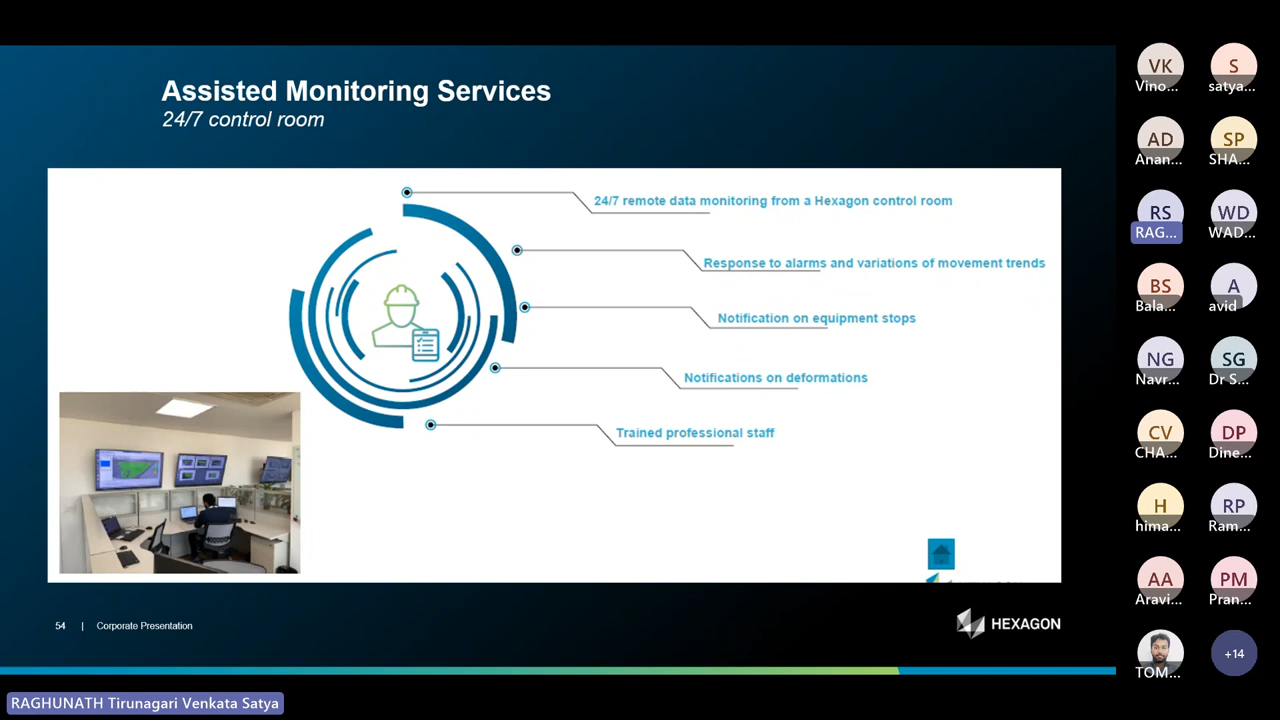 Assisted Monitoring Services
24/7 control room
24/7 remote data monitoring from a Hexagon control room
Response to alarms and variations of movement trends
Notification on equipment stops
Notifications on deformations
Trained professional staff
54 | Corporate Presentation
HEXAGON
VK
Vino...
S
satya...
AD
Anan...
SP
SHA...
RS
RAG...
WD
WAD...
BS
Bala...
A
avid
NG
Navr...
SG
Dr S...
CV
CHA...
DP
Dine...
H
hima...
RP
Ram...
AA
Aravi...
PM
Pran...
TOM...
+14
RAGHUNATH Tirunagari Venkata Satya